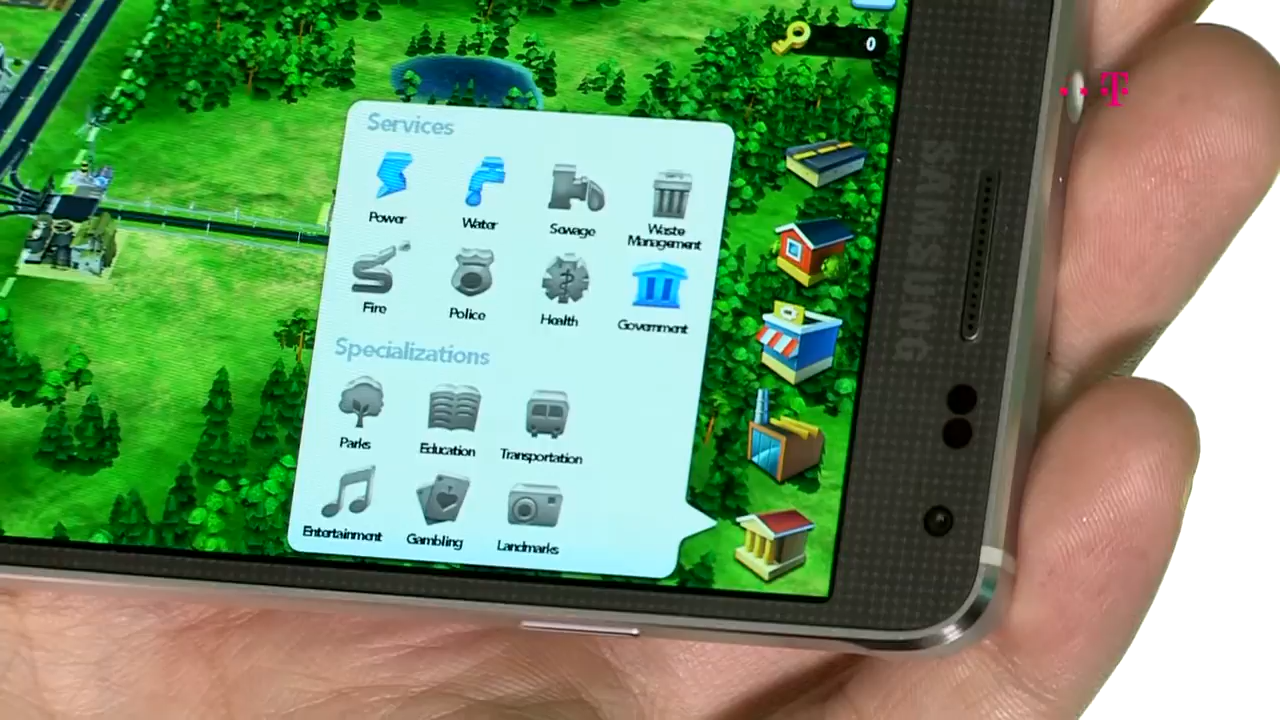 0
T
SAMSUNG
Services
Power
Water
Sewage
Waste
Management
Fire
Police
Health
Government
Specializations
Parks
Education
Transportation
Entertainment
Gambling
Landmarks